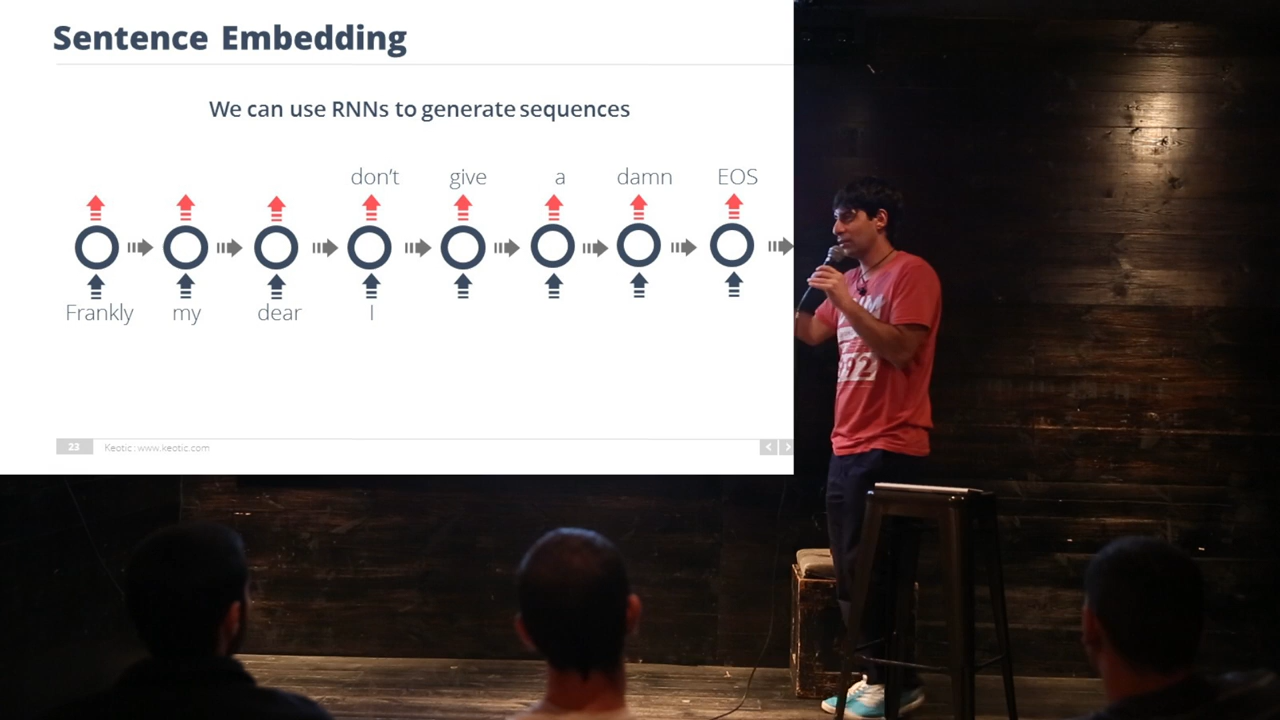 Sentence Embedding
We can use RNNs to generate sequences
don't give a damn EOS
Frankly my dear I
23 Keotic : www.keotic.com